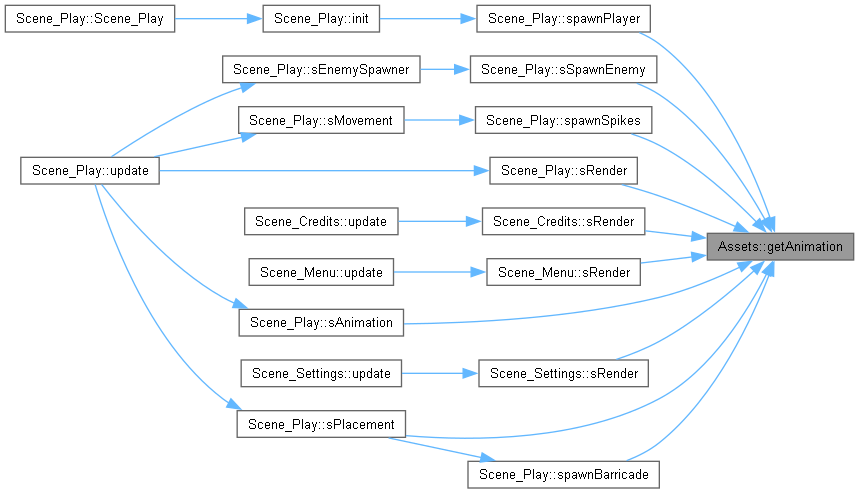 Scene_Play::Scene_Play
Scene_Play::init
Scene_Play::spawnPlayer
Scene_Play::sEnemySpawner
Scene_Play::sSpawnEnemy
Scene_Play::sMovement
Scene_Play::spawnSpikes
Scene_Play::update
Scene_Play::sRender
Scene_Credits::update
Scene_Credits::sRender
Assets::getAnimation
Scene_Menu::update
Scene_Menu::sRender
Scene_Play::sAnimation
Scene_Settings::update
Scene_Settings::sRender
Scene_Play::sPlacement
Scene_Play::spawnBarricade